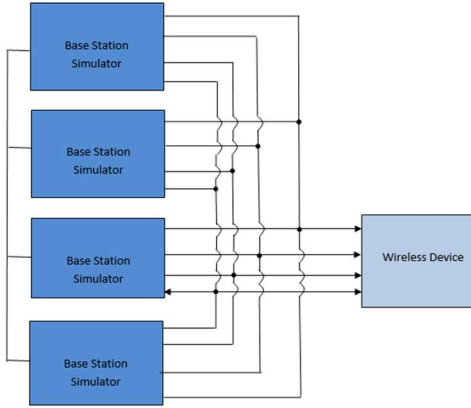 Base Station
Simulator
Base Station
Simulator
Base Station
Simulator
Wireless Device
Base Station
Simulator